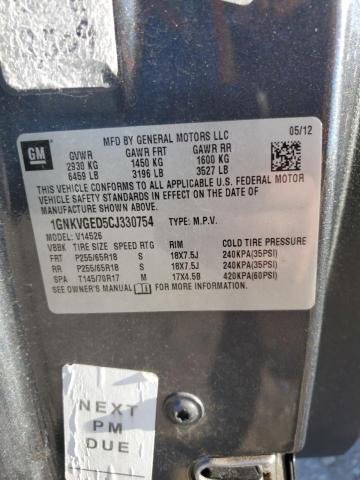 GM
MFD BY GENERAL MOTORS LLC
05/12
GVWR GAWR FRT GAWR RR
2930 KG 1450 KG 1600 KG
6459 LB 3196 LB 3527 LB
THIS VEHICLE CONFORMS TO ALL APPLICABLE U.S. FEDERAL MOTOR
VEHICLE SAFETY AND THEFT PREVENTION
STANDARDS IN EFFECT ON THE DATE OF
MANUFACTURE SHOWN ABOVE.
1GNKVGED5CJ330754 TYPE: M.P.V.
MODEL: V14526
VBBK TIRE SIZE SPEED RTG RIM COLD TIRE PRESSURE
FRT P255/65R18 S 18X7.5J 240KPA(35PSI)
RR P255/65R18 S 18X7.5J 240KPA(35PSI)
SPA T145/70R17 M 17X4.5B 420KPA(60PSI)
SEE OWNER'S MANUAL FOR MORE INFORMATION.
NEXT
PM
DUE